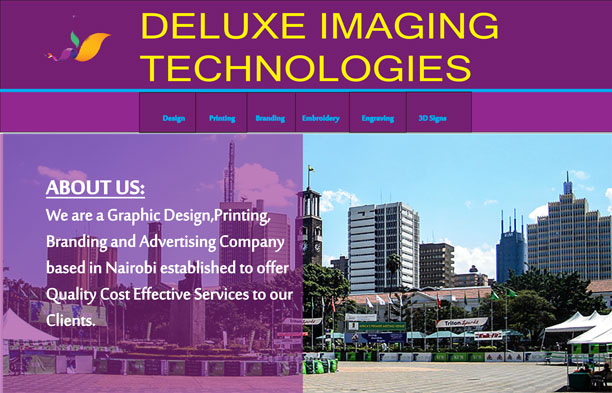 DELUXE IMAGING
TECHNOLOGIES
Design Printing Branding Embroidery Engraving 3D Signs
ABOUT US:
We are a Graphic Design,Printing,
Branding and Advertising Company
based in Nairobi established to offer
Quality Cost Effective Services to our
Clients.
Triton